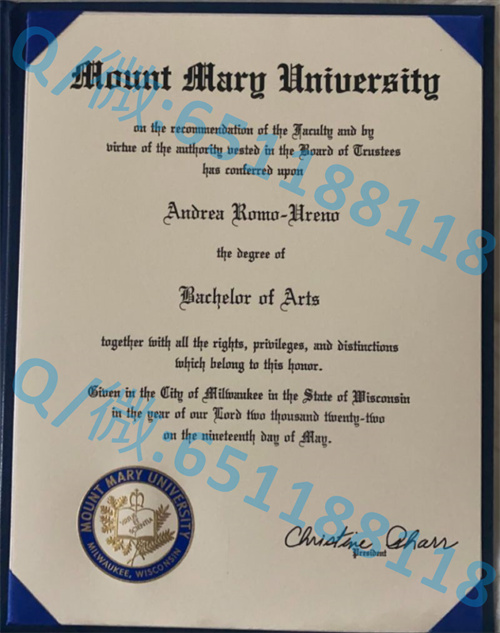 Mount Mary University
on the recommendation of the Faculty and by
virtue of the authority vested in the Board of Trustees
has conferred upon
Andrea Romo-Ureno
the degree of
Bachelor of Arts
together with all the rights, privileges, and distinctions
which belong to this honor.
Given in the City of Milwaukee in the State of Wisconsin
in the year of our Lord two thousand twenty-two
on the nineteenth day of May.
MOUNT MARY UNIVERSITY
SCIENTIA
MILWAUKEE, WISCONSIN
Christine Pharr
President
Q/微:651188118
Q/微:651188118